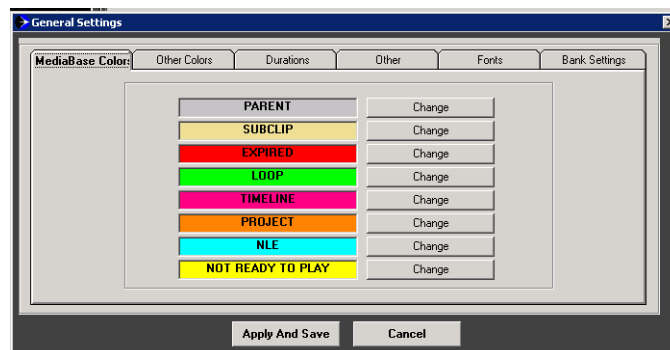 General Settings
MediaBase Colors Other Colors Durations Other Fonts Bank Settings
PARENT Change
SUBCLIP Change
EXPIRED Change
LOOP Change
TIMELINE Change
PROJECT Change
NLE Change
NOT READY TO PLAY Change
Apply And Save Cancel